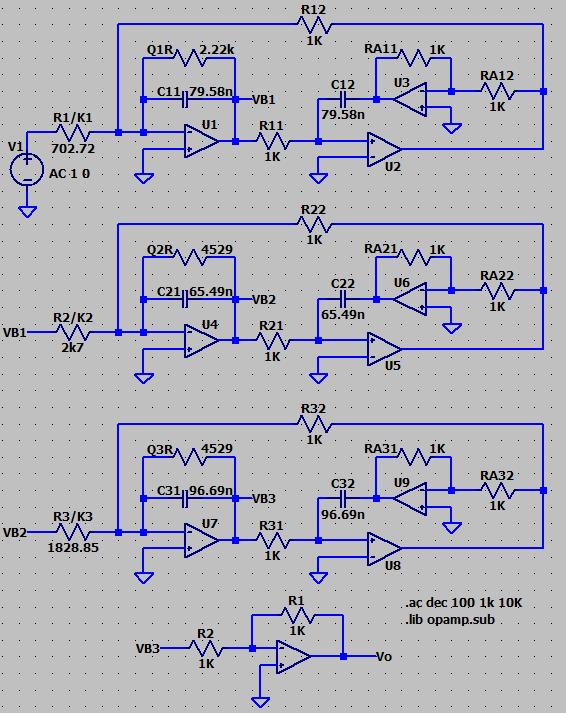 R12
1K
Q1R 2.22k
RA11 1K
C11 79.58n
VB1
C12
79.58n
U3
RA12
1K
R1/K1
702.72
U1
R11
1K
U2
V1
AC 1 0
R22
1K
Q2R 4529
RA21 1K
C21 65.49n
VB2
C22
65.49n
U6
RA22
1K
VB1
R2/K2
2k7
U4
R21
1K
U5
R32
1K
Q3R 4529
RA31 1K
C31 96.69n
VB3
C32
96.69n
U9
RA32
1K
VB2
R3/K3
1828.85
U7
R31
1K
U8
R1
1K
VB3
R2
1K
Vo
.ac dec 100 1k 10K
.lib opamp.sub